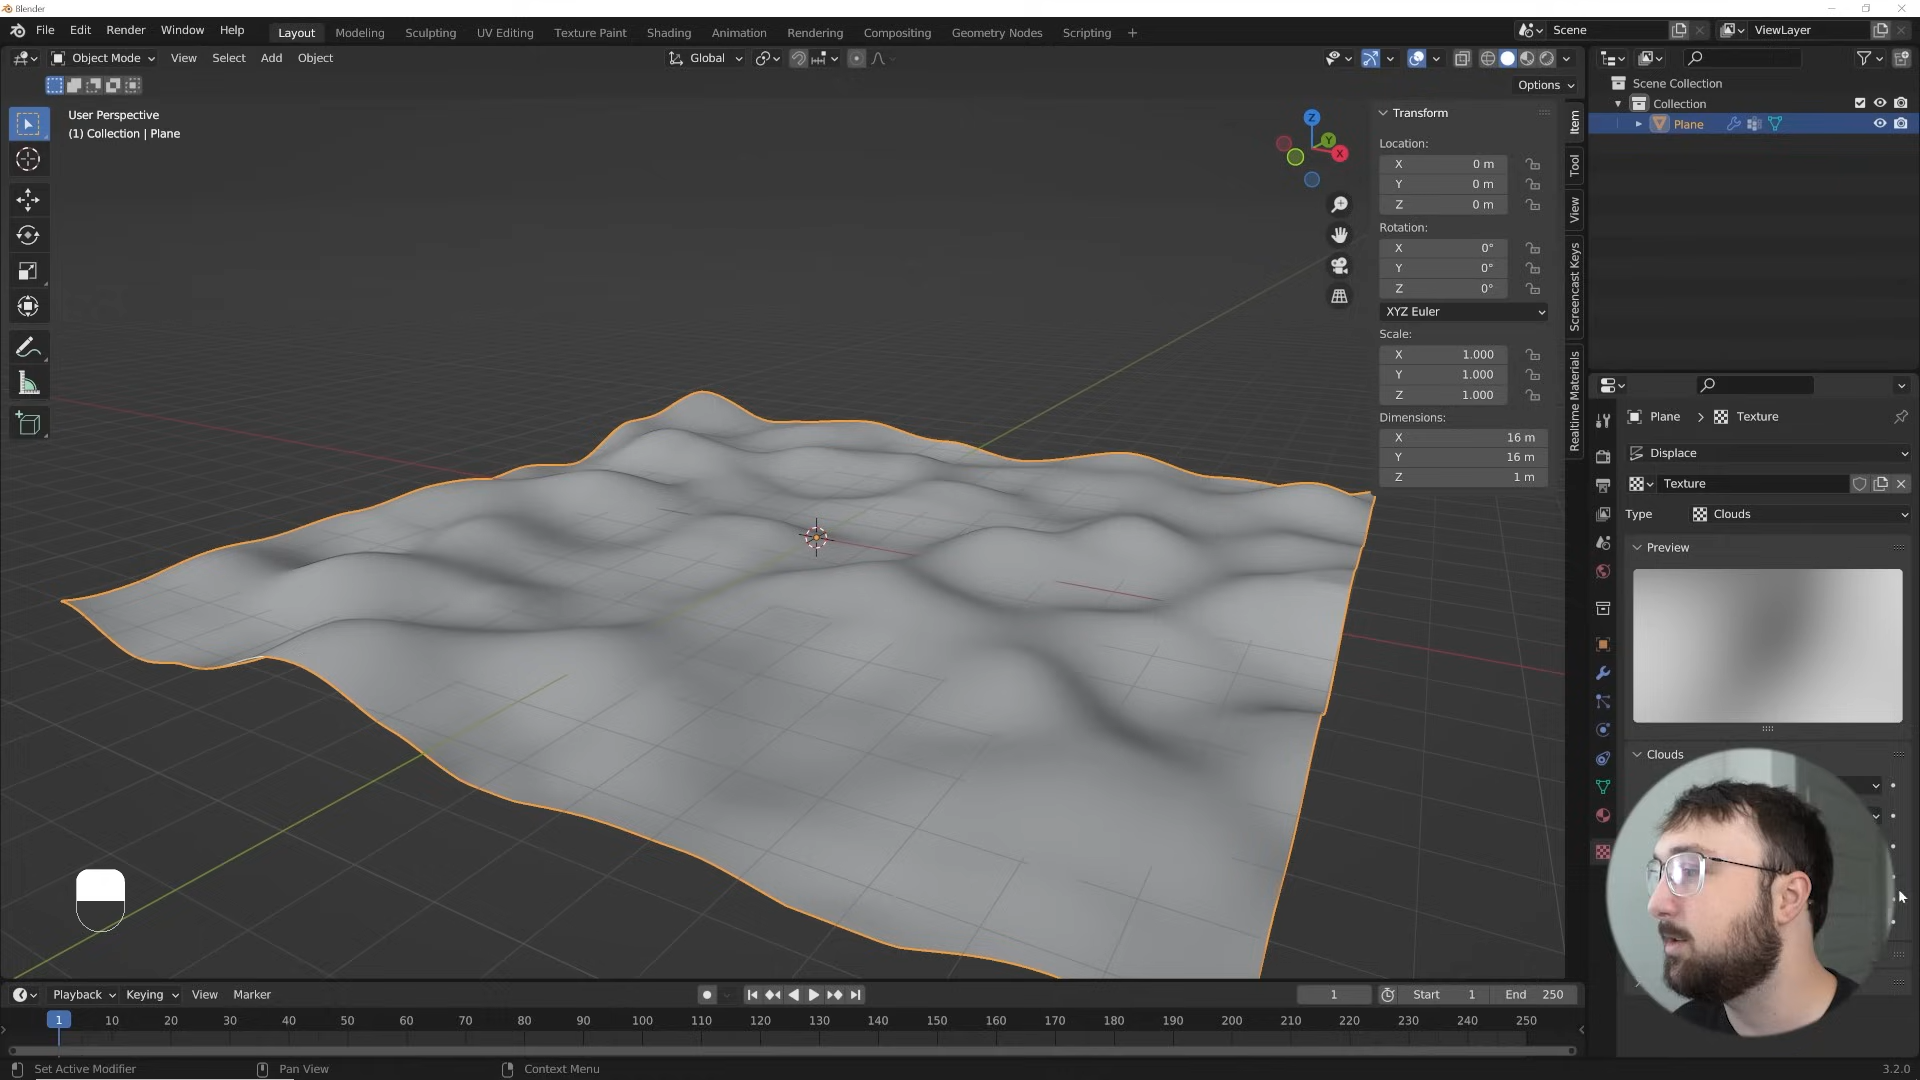 Blender
File Edit Render Window Help
Layout Modeling Sculpting UV Editing Texture Paint Shading Animation Rendering Compositing Geometry Nodes Scripting +
Scene
ViewLayer
Object Mode View Select Add Object
Global
Options
User Perspective
(1) Collection | Plane
Z
Y
X
Transform
Location:
X 0 m
Y 0 m
Z 0 m
Rotation:
X 0°
Y 0°
Z 0°
XYZ Euler
Scale:
X 1.000
Y 1.000
Z 1.000
Dimensions:
X 16 m
Y 16 m
Z 1 m
Item
Tool
View
Screencast Keys
Realtime Materials
Scene Collection
Collection
Plane
Plane > Texture
Displace
Texture
Type Clouds
Preview
Clouds
Playback Keying View Marker
1
Start 1
End 250
1 10 20 30 40 50 60 70 80 90 100 110 120 130 140 150 160 170 180 190 200 210 220 230 240 250
Set Active Modifier
Pan View
Context Menu
3.2.0